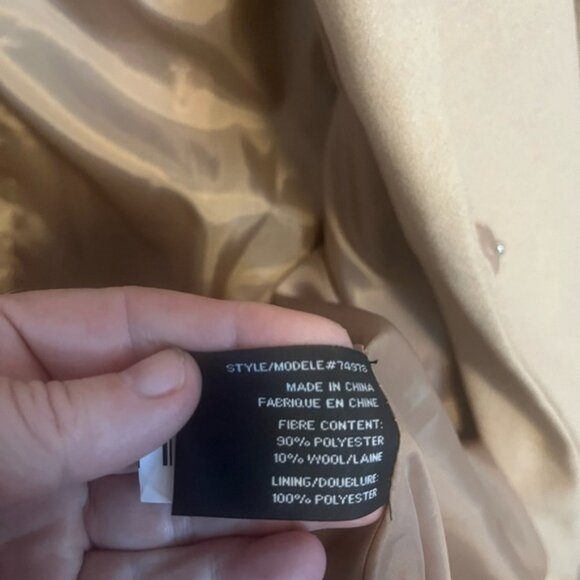 STYLE/MODELE#74978
MADE IN CHINA
FABRIQUE EN CHINE
FIBRE CONTENT:
90% POLYESTER
10% WOOL/LAINE
LINING/DOUBLURE:
100% POLYESTER